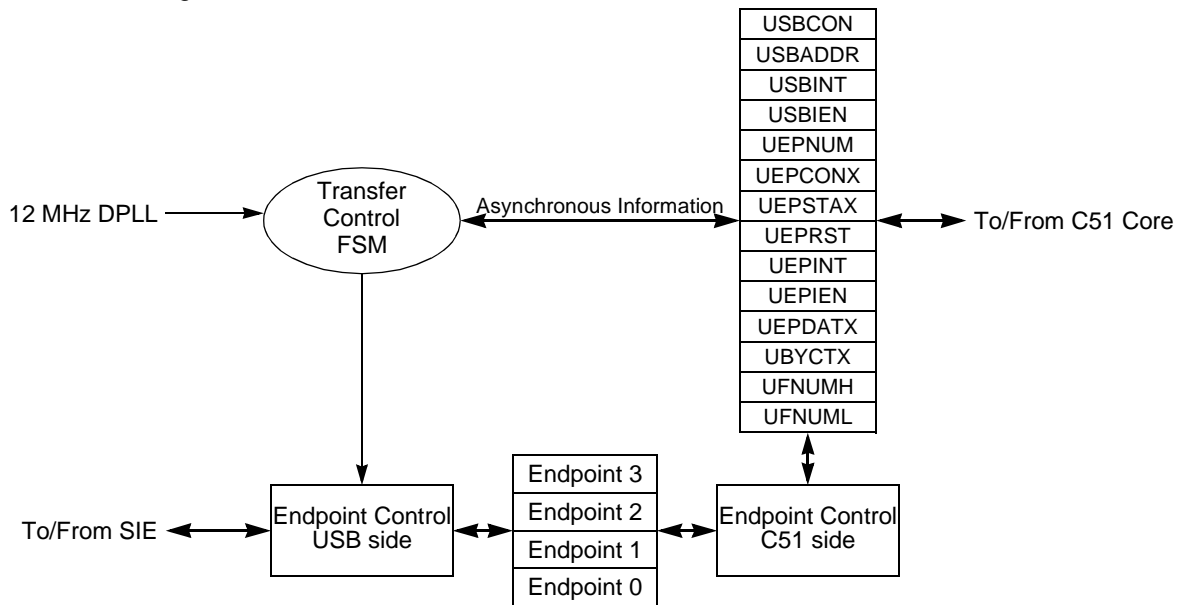 USBCON
USBADDR
USBINT
USBIEN
UEPNUM
UEPCONX
UEPSTAX
UEPRST
UEPINT
UEPIEN
UEPDATX
UBYCTX
UFNUMH
UFNUML
12 MHz DPLL
Transfer
Control
FSM
Asynchronous Information
To/From C51 Core
To/From SIE
Endpoint Control
USB side
Endpoint 3
Endpoint 2
Endpoint 1
Endpoint 0
Endpoint Control
C51 side